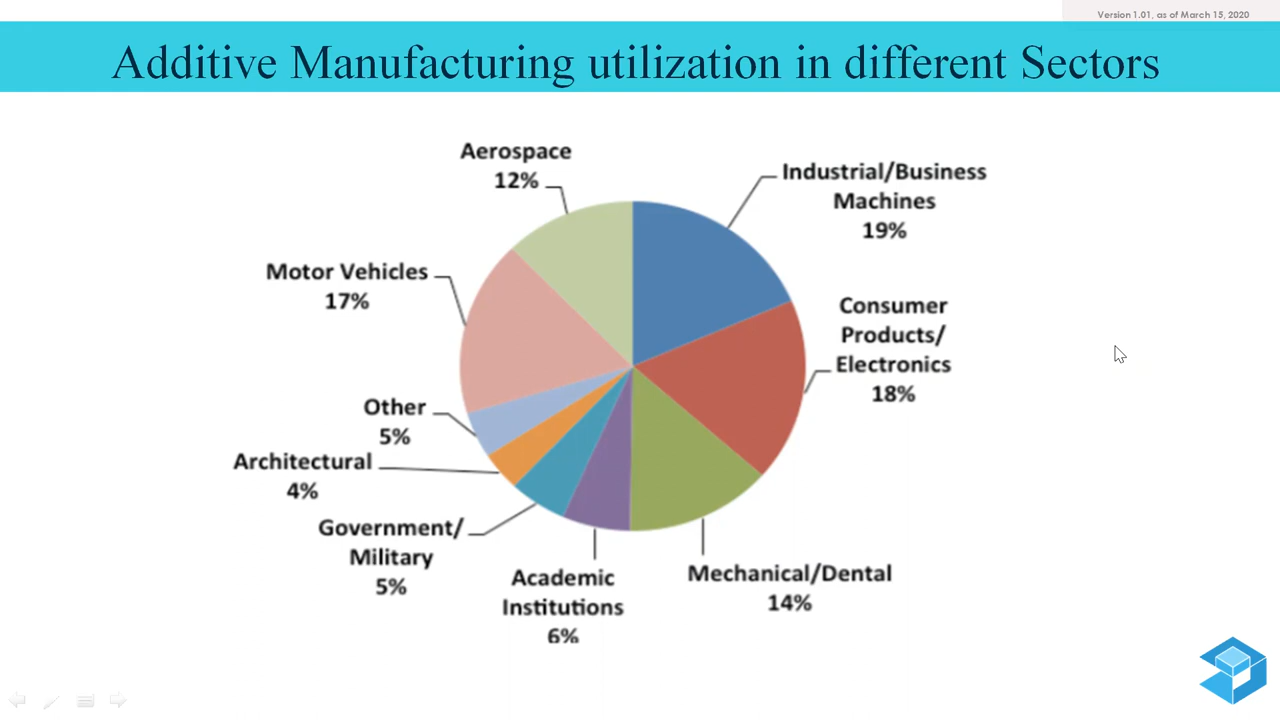 Version 1.01, as of March 15, 2020
Additive Manufacturing utilization in different Sectors
Aerospace
12%
Industrial/Business
Machines
19%
Consumer
Products/
Electronics
18%
Mechanical/Dental
14%
Academic
Institutions
6%
Government/
Military
5%
Architectural
4%
Other
5%
Motor Vehicles
17%